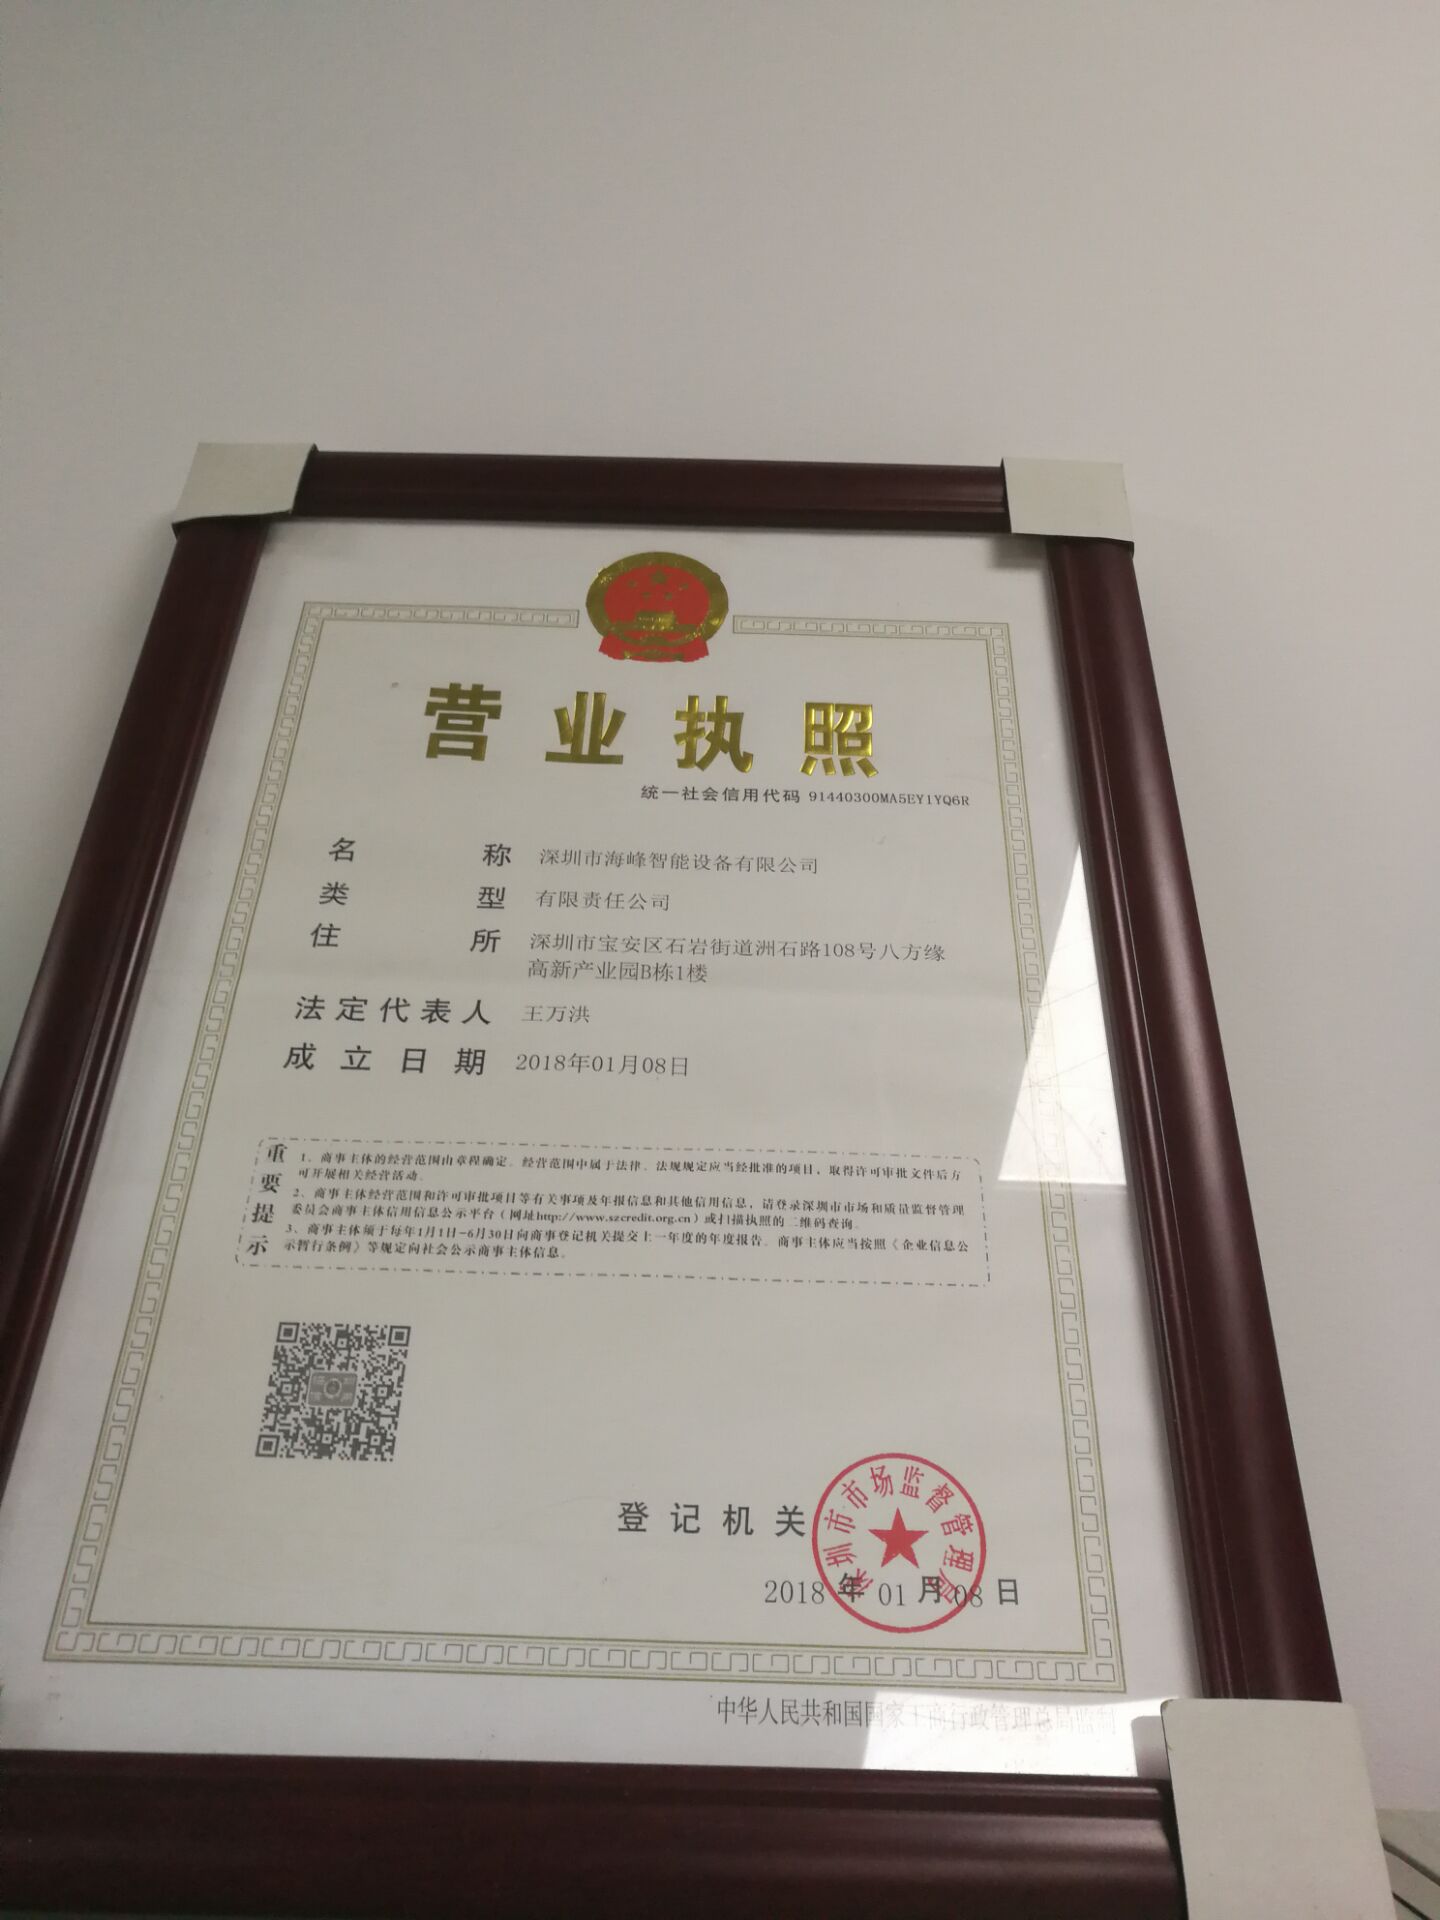 营业执照
统一社会信用代码 91440300MA5EY1YQ6R
名称 深圳市海峰智能设备有限公司
类型 有限责任公司
住所 深圳市宝安区石岩街道洲石路108号八方缘
高新产业园B栋1楼
法定代表人 王万洪
成立日期 2018年01月08日
重要提示
1、商事主体的经营范围由章程确定。经营范围中属于法律、法规规定应当经批准的项目，取得许可审批文件后方
可开展相关经营活动。
2、商事主体经营范围和许可审批项目等有关事项及年报信息和其他信用信息，请登录深圳市市场和质量监督管理
委员会商事主体信用信息公示平台（网址http://www.szcredit.org.cn）或扫描执照的二维码查询。
3、商事主体须于每年1月1日-6月30日向商事登记机关提交上一年度的年度报告。商事主体应当按照《企业信息公
示暂行条例》等规定向社会公示商事主体信息。
登记机关
深圳市市场监督管理局
2018年01月08日
中华人民共和国国家工商行政管理总局监制